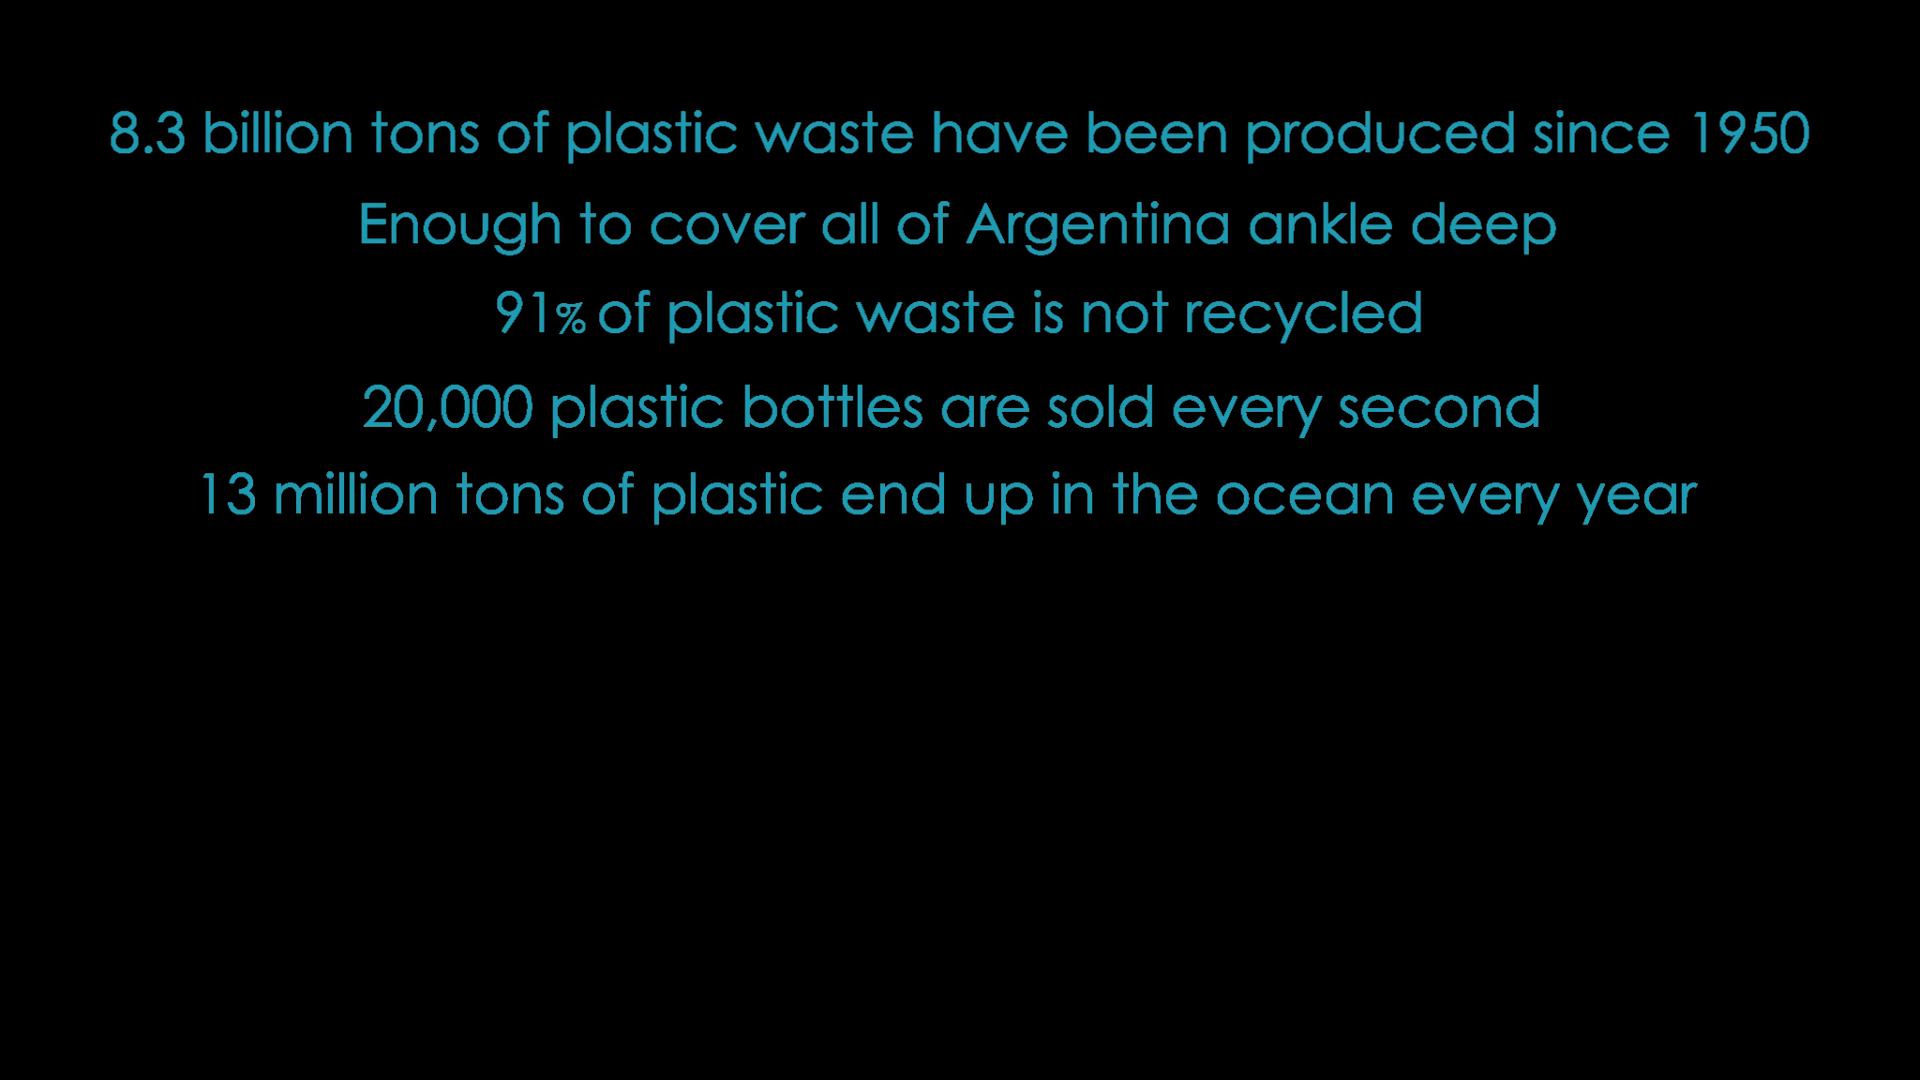 8.3 billion tons of plastic waste have been produced since 1950
Enough to cover all of Argentina ankle deep
91% of plastic waste is not recycled
20,000 plastic bottles are sold every second
13 million tons of plastic end up in the ocean every year